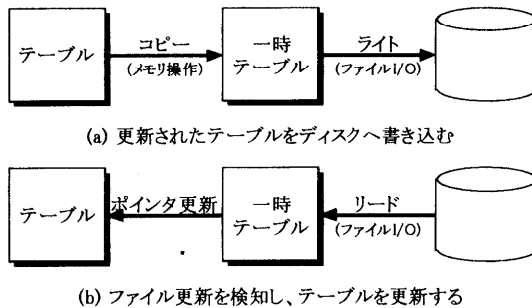 テーブル
コピー
(メモリ操作)
一時
テーブル
ライト
(ファイルI/O)
(a) 更新されたテーブルをディスクへ書き込む
テーブル
ポインタ更新
一時
テーブル
リード
(ファイルI/O)
(b) ファイル更新を検知し、テーブルを更新する